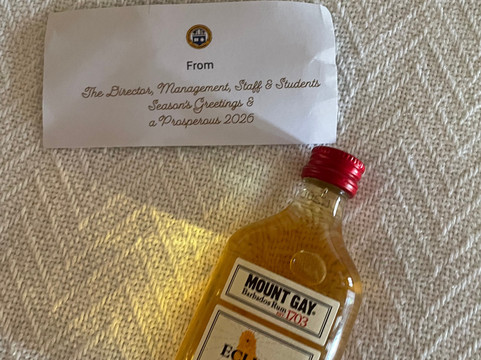 From
The Director, Management, Staff & Students
Season's Greetings &
a Prosperous 2026
MOUNT GAY
Barbados Rum 1703